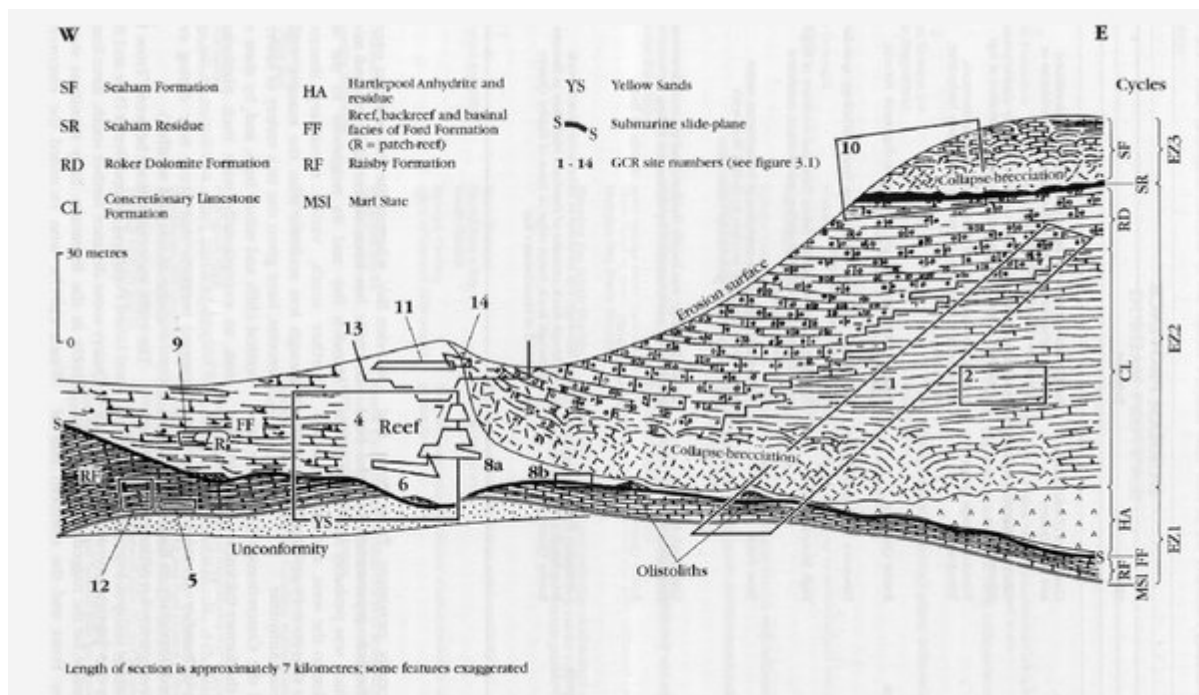 W
E
SF Seaham Formation
SR Seaham Residue
RD Roker Dolomite Formation
CL Concretionary Limestone
Formation
HA Hartlepool Anhydrite and
residue
FF Reef, backreef and basinal
facies of Ford Formation
(R = patch-reef)
RF Raisby Formation
MSl Marl Slate
YS Yellow Sands
S S Submarine slide-plane
1 - 14 GCR site numbers (see figure 3.1)
Cycles
30 metres
0
10
Collapse-brecciation
SF
SR
EZ3
RD
Erosion surface
11
14
13
9
EZ2
CL
1
2.
FF
4
7
Reef
R
S
RF
8a
8b
6
Collapse-brecciation
YS
Unconformity
HA
EZ1
S
FF
RF
MSl
Olistoliths
12
5
Length of section is approximately 7 kilometres; some features exaggerated